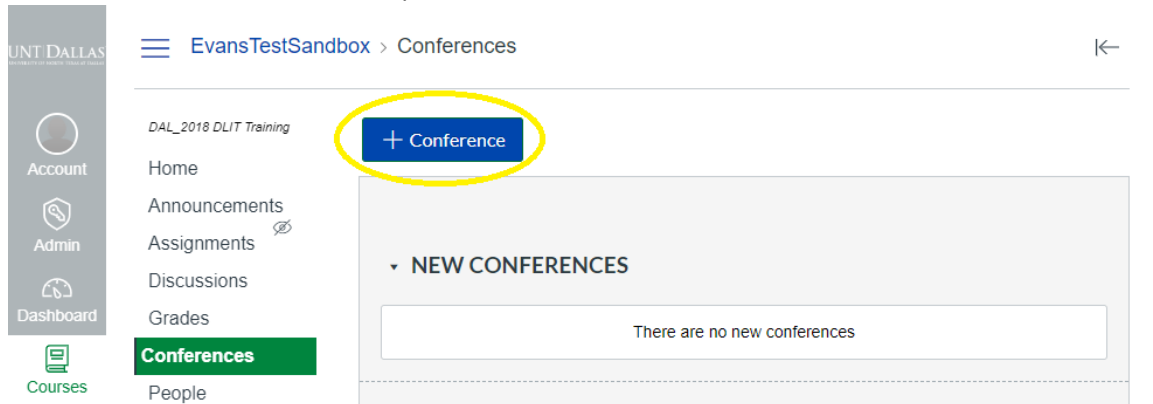 UNT DALLAS
EvansTestSandbox > Conferences
Account
Admin
Dashboard
Courses
DAL_2018 DLIT Training
Home
Announcements
Assignments
Discussions
Grades
Conferences
People
+ Conference
NEW CONFERENCES
There are no new conferences